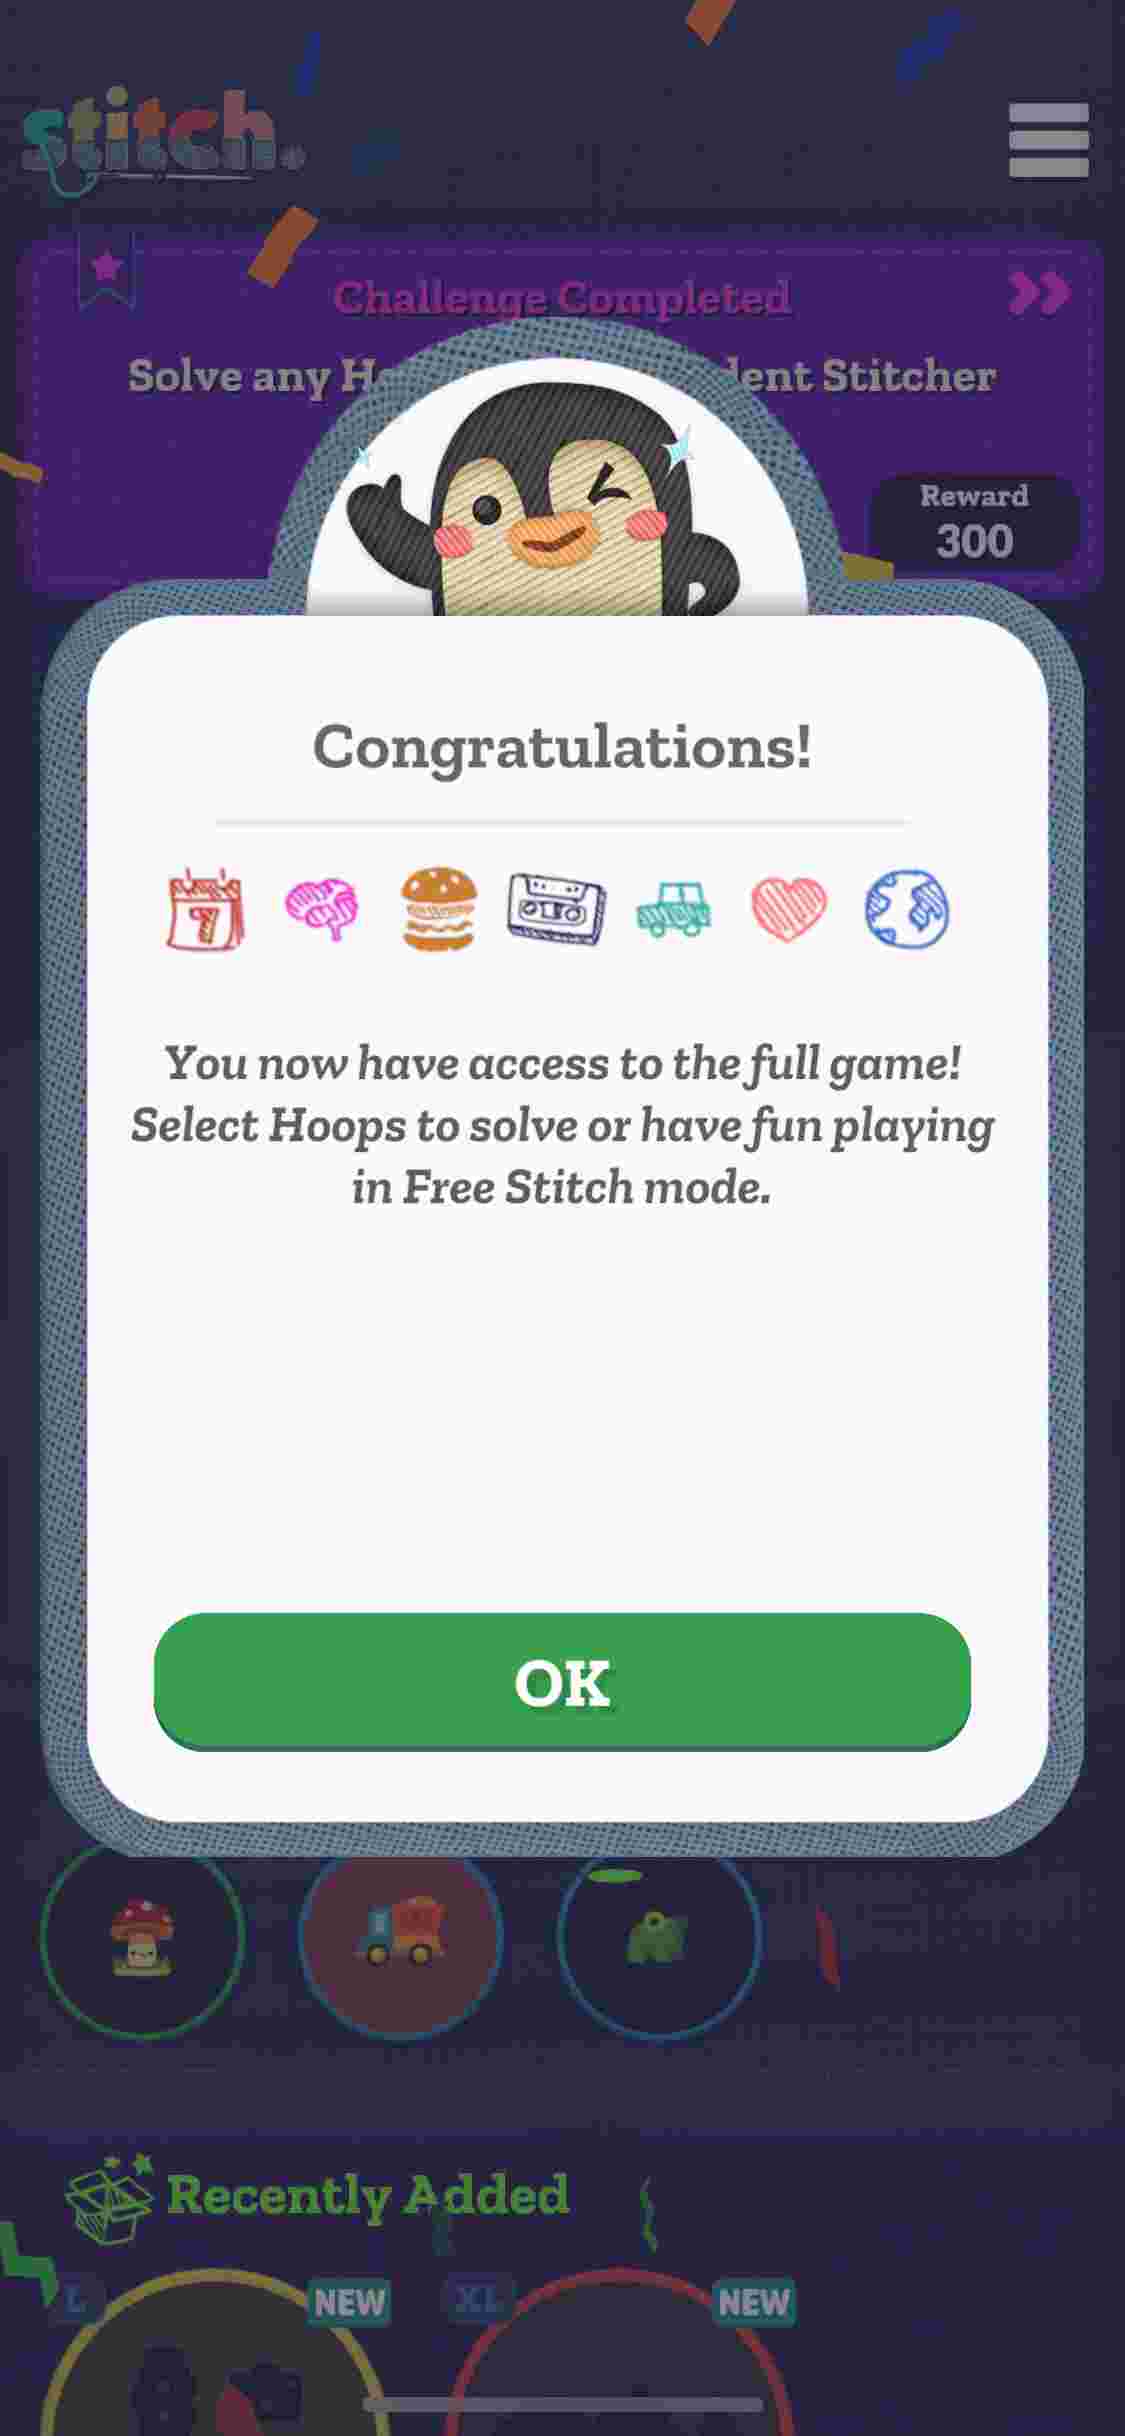 stitch.
Challenge Completed
Solve any Ho dent Stitcher
Reward
300
Congratulations!
7
You now have access to the full game!
Select Hoops to solve or have fun playing
in Free Stitch mode.
OK
Recently Added
L NEW XL NEW